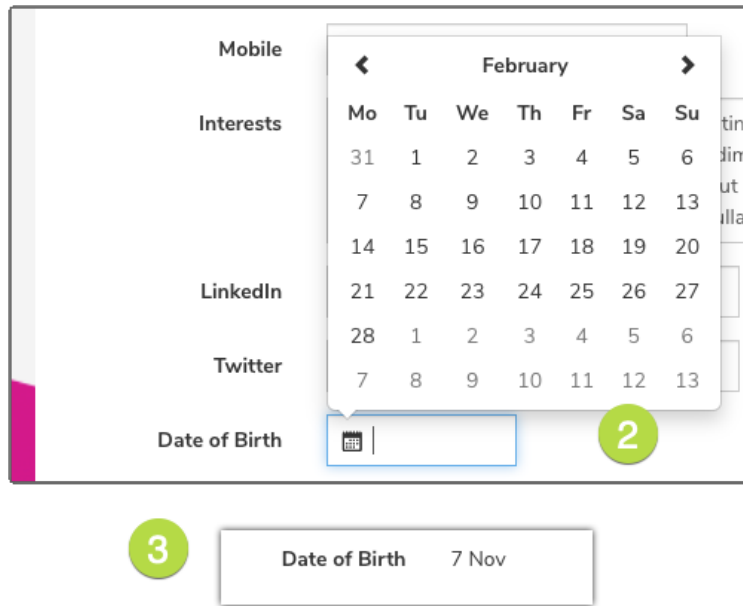 Mobile
February
Mo Tu We Th Fr Sa Su
Interests
31 1 2 3 4 5 6
7 8 9 10 11 12 13
14 15 16 17 18 19 20
LinkedIn
21 22 23 24 25 26 27
28 1 2 3 4 5 6
Twitter
7 8 9 10 11 12 13
Date of Birth
2
3
Date of Birth 7 Nov